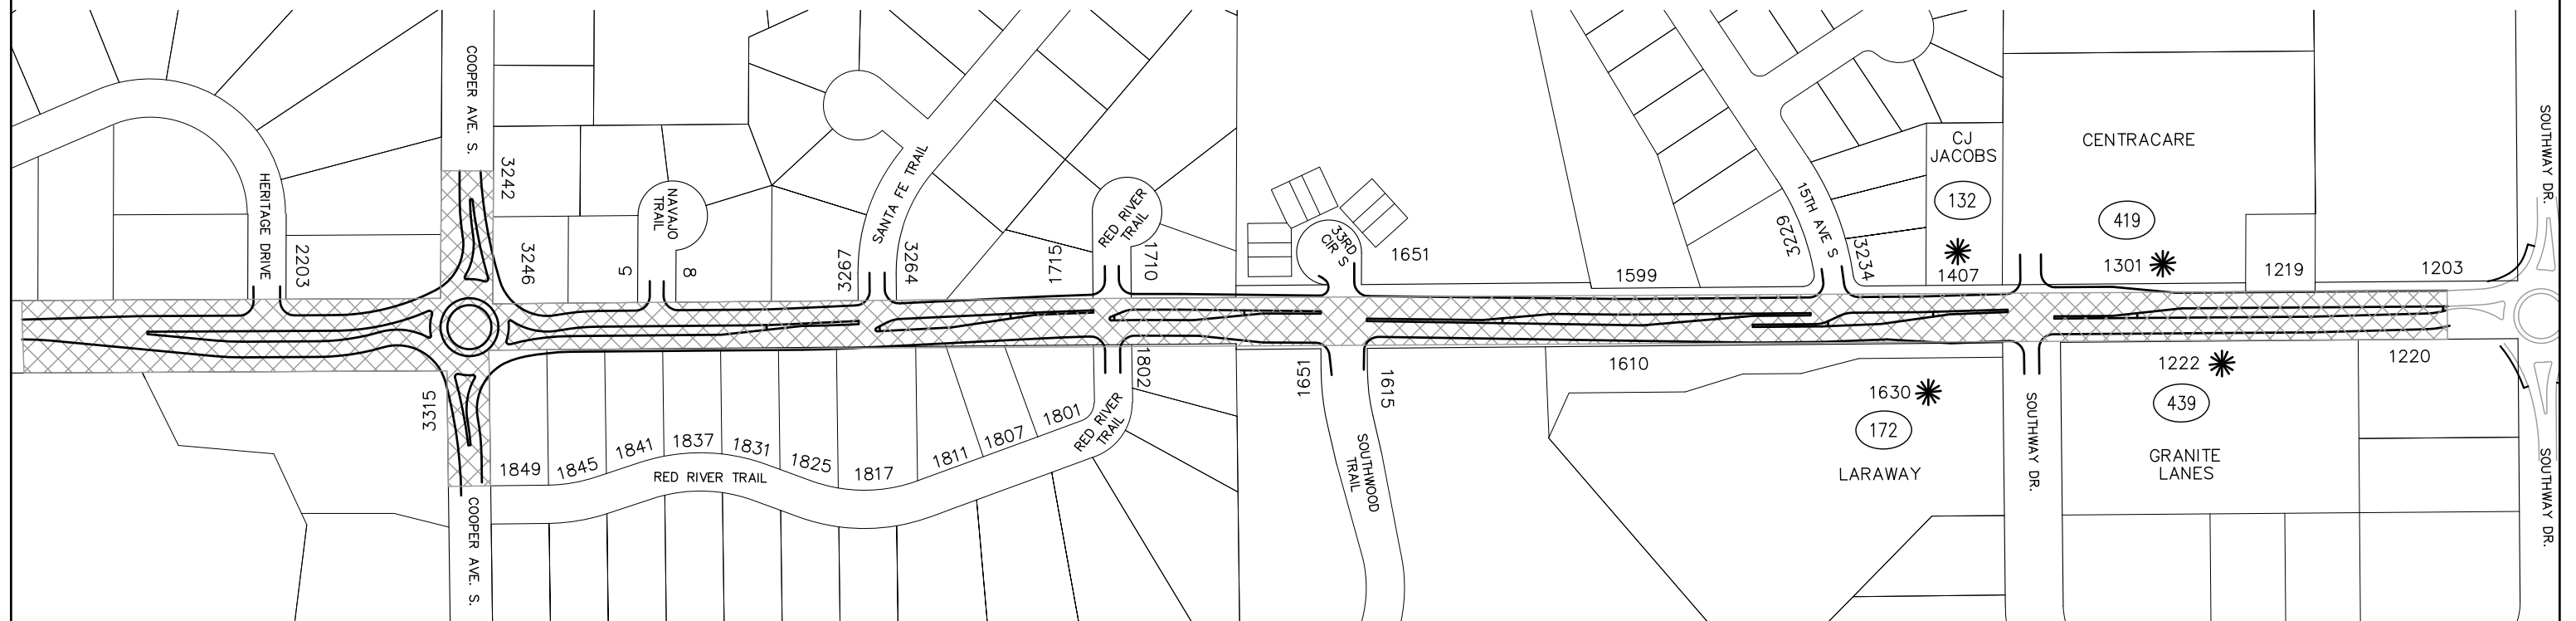 COOPER AVE. S.
3242
HERITAGE DRIVE
2203
3246
NAVAJO
TRAIL
5
8
SANTA FE TRAIL
3267
3264
RED RIVER
TRAIL
1715
1710
33RD
CIR S
1651
1599
15TH AVE S
3229
3234
CJ
JACOBS
132
1407
CENTRACARE
419
1301
1219
1203
SOUTHWAY DR.
3315
COOPER AVE. S.
1849
1845
1841
1837
1831
1825
1817
1811
1807
1801
RED RIVER TRAIL
1802
RED RIVER
TRAIL
1651
1615
SOUTHWOOD
TRAIL
1610
1630
172
LARAWAY
SOUTHWAY DR.
1222
439
GRANITE
LANES
1220
SOUTHWAY DR.